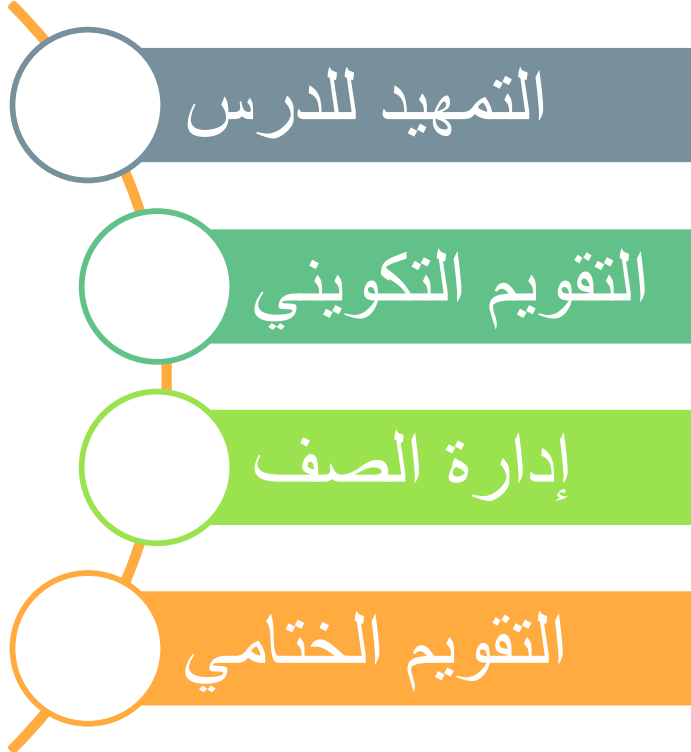 التمهيد للدرس
التقويم التكويني
إدارة الصف
التقويم الختامي